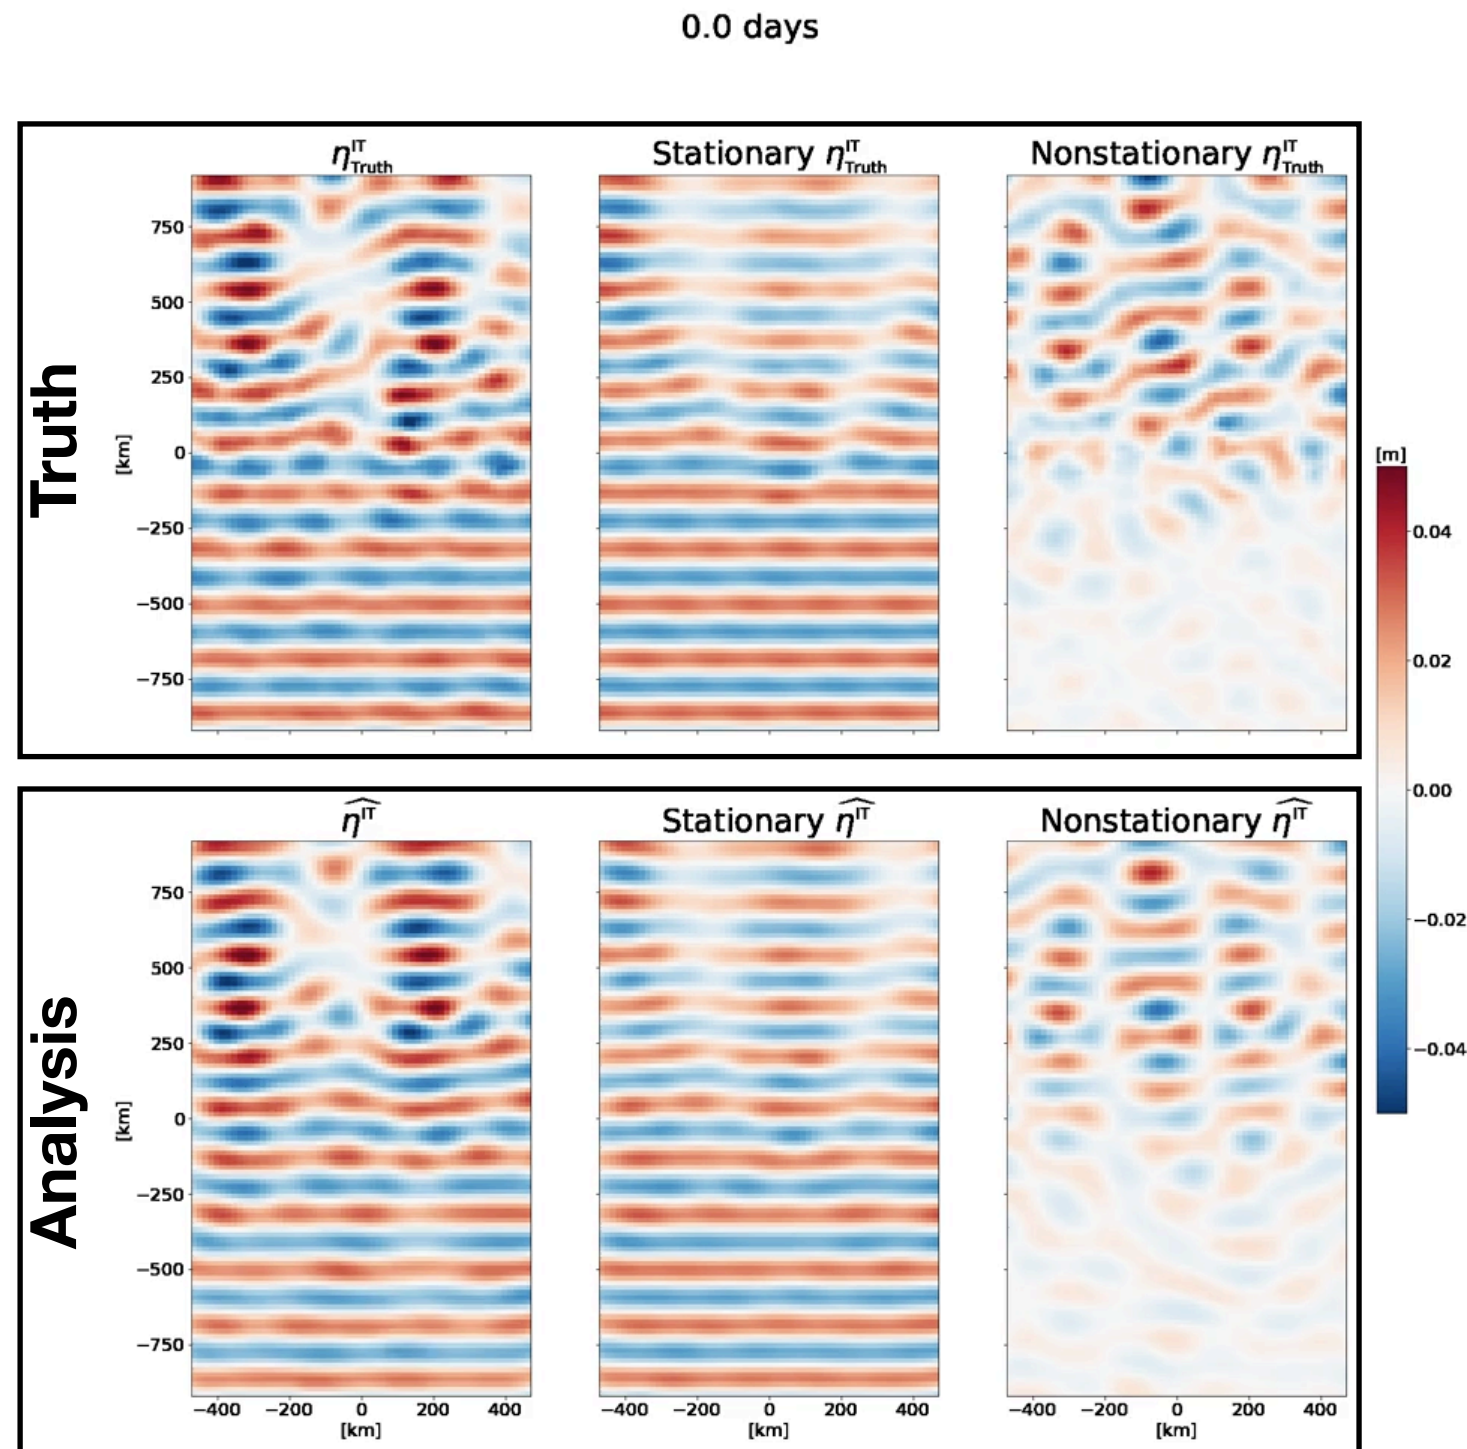 0.0 days
Truth
η^IT_Truth
Stationary η^IT_Truth
Nonstationary η^IT_Truth
750
500
250
0
−250
−500
−750
[km]
[m]
0.04
0.02
0.00
−0.02
−0.04
Analysis
η^IT
Stationary η^IT
Nonstationary η^IT
750
500
250
0
−250
−500
−750
[km]
−400 −200 0 200 400
−400 −200 0 200 400
−400 −200 0 200 400
[km]
[km]
[km]